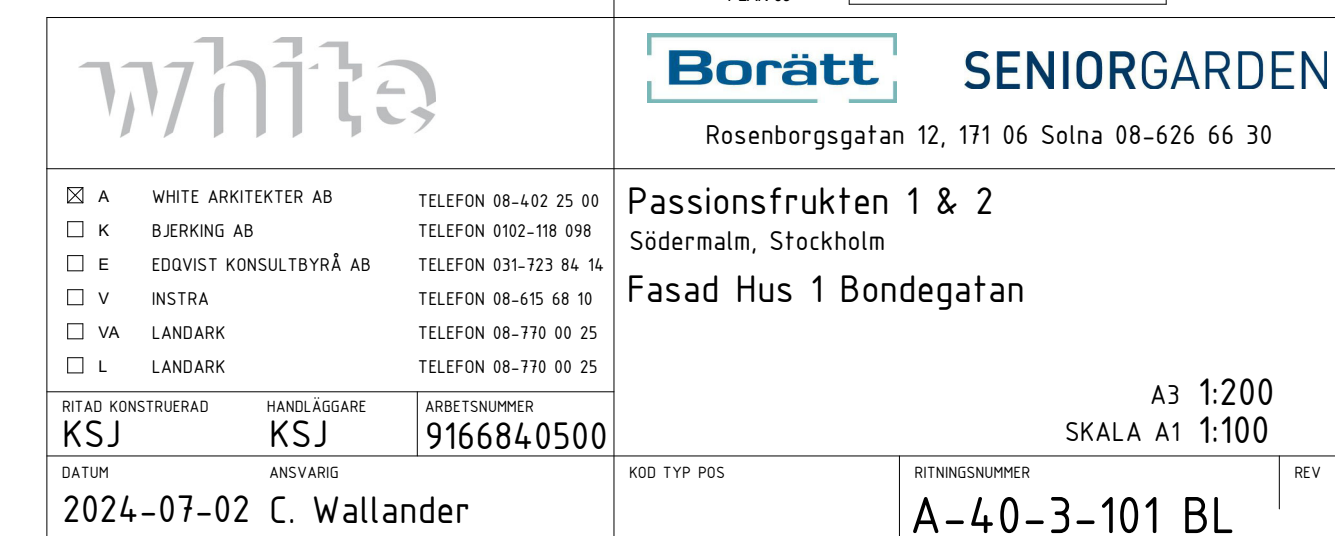 white
Borätt SENIORGARDEN
Rosenborgsgatan 12, 171 06 Solna 08-626 66 30
A WHITE ARKITEKTER AB TELEFON 08-402 25 00
K BJERKING AB TELEFON 0102-118 098
E EDQVIST KONSULTBYRÅ AB TELEFON 031-723 84 14
V INSTRA TELEFON 08-615 68 10
VA LANDARK TELEFON 08-770 00 25
L LANDARK TELEFON 08-770 00 25
Passionsfrukten 1 & 2
Södermalm, Stockholm
Fasad Hus 1 Bondegatan
A3 1:200
SKALA A1 1:100
RITAD KONSTRUERAD HANDLÄGGARE ARBETSNUMMER
KSJ KSJ 9166840500
DATUM ANSVARIG KOD TYP POS RITNINGSNUMMER REV
2024-07-02 C. Wallander A-40-3-101 BL